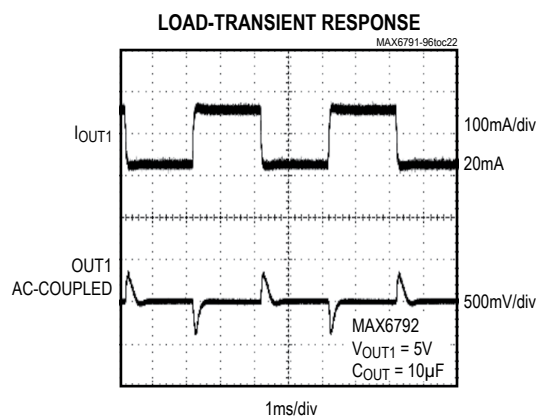 LOAD-TRANSIENT RESPONSE
MAX6791-96toc22
IOUT1
100mA/div
20mA
OUT1
AC-COUPLED
500mV/div
MAX6792
VOUT1 = 5V
COUT = 10µF
1ms/div